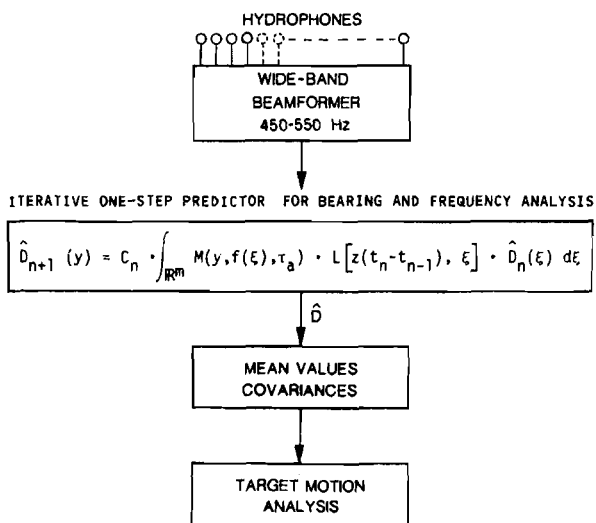 HYDROPHONES
WIDE-BAND
BEAMFORMER
450-550 Hz
ITERATIVE ONE-STEP PREDICTOR FOR BEARING AND FREQUENCY ANALYSIS
D̂ₙ₊₁ (y) = Cₙ · ∫_ℝᵐ M(y,f(ξ),τₐ) · L[z(tₙ-tₙ₋₁), ξ] · D̂ₙ(ξ) dξ
D̂
MEAN VALUES
COVARIANCES
TARGET MOTION
ANALYSIS